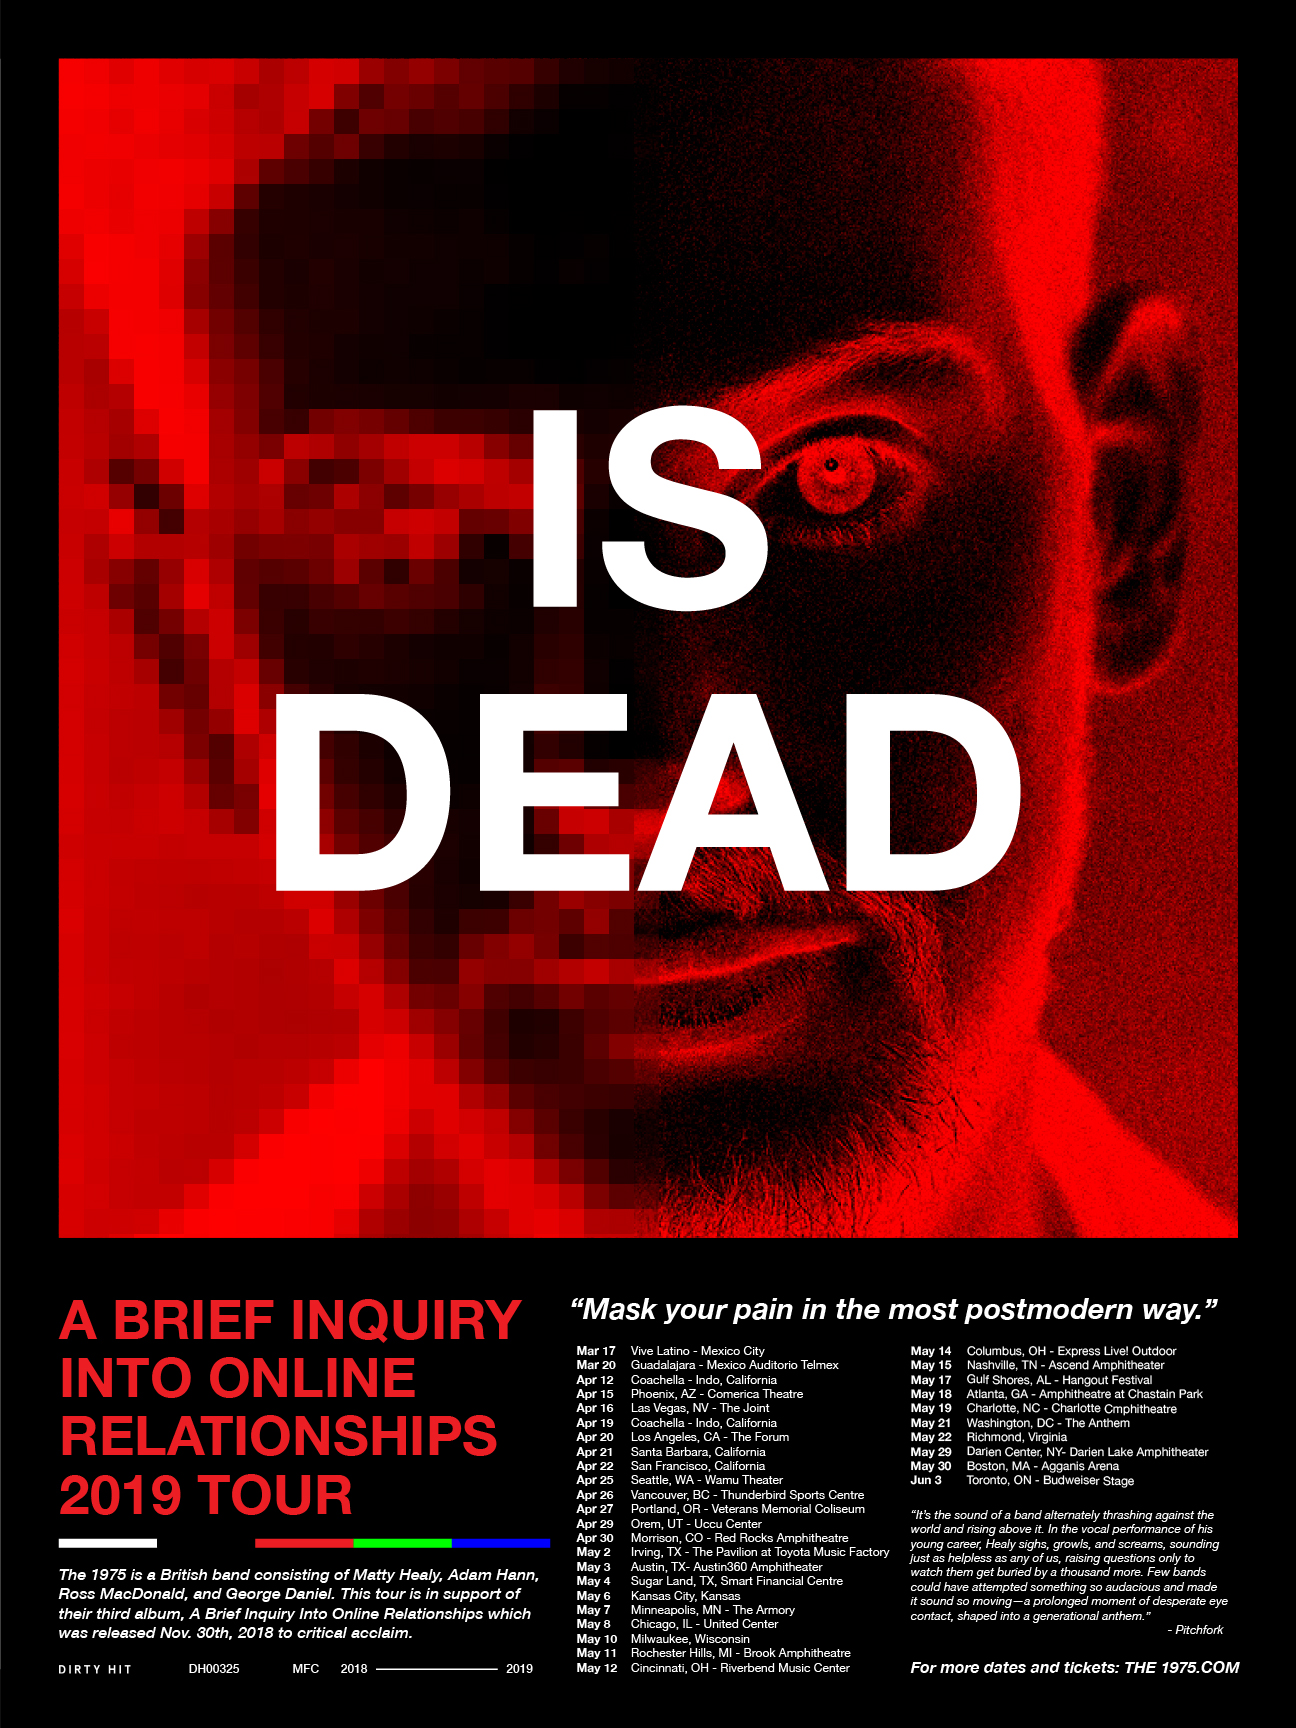 IS
DEAD
A BRIEF INQUIRY
INTO ONLINE
RELATIONSHIPS
2019 TOUR
The 1975 is a British band consisting of Matty Healy, Adam Hann,
Ross MacDonald, and George Daniel. This tour is in support of
their third album, A Brief Inquiry Into Online Relationships which
was released Nov. 30th, 2018 to critical acclaim.
DIRTY HIT DH00325 MFC 2018 2019
“Mask your pain in the most postmodern way.”
Mar 17 Vive Latino - Mexico City
Mar 20 Guadalajara - Mexico Auditorio Telmex
Apr 12 Coachella - Indo, California
Apr 15 Phoenix, AZ - Comerica Theatre
Apr 16 Las Vegas, NV - The Joint
Apr 19 Coachella - Indo, California
Apr 20 Los Angeles, CA - The Forum
Apr 21 Santa Barbara, California
Apr 22 San Francisco, California
Apr 25 Seattle, WA - Wamu Theater
Apr 26 Vancouver, BC - Thunderbird Sports Centre
Apr 27 Portland, OR - Veterans Memorial Coliseum
Apr 29 Orem, UT - Uccu Center
Apr 30 Morrison, CO - Red Rocks Amphitheatre
May 2 Irving, TX - The Pavilion at Toyota Music Factory
May 3 Austin, TX- Austin360 Amphitheater
May 4 Sugar Land, TX, Smart Financial Centre
May 6 Kansas City, Kansas
May 7 Minneapolis, MN - The Armory
May 8 Chicago, IL - United Center
May 10 Milwaukee, Wisconsin
May 11 Rochester Hills, MI - Brook Amphitheatre
May 12 Cincinnati, OH - Riverbend Music Center
May 14 Columbus, OH - Express Live! Outdoor
May 15 Nashville, TN - Ascend Amphitheater
May 17 Gulf Shores, AL - Hangout Festival
May 18 Atlanta, GA - Amphitheatre at Chastain Park
May 19 Charlotte, NC - Charlotte Cmphitheatre
May 21 Washington, DC - The Anthem
May 22 Richmond, Virginia
May 29 Darien Center, NY- Darien Lake Amphitheater
May 30 Boston, MA - Agganis Arena
Jun 3 Toronto, ON - Budweiser Stage
“It’s the sound of a band alternately thrashing against the
world and rising above it. In the vocal performance of his
young career, Healy sighs, growls, and screams, sounding
just as helpless as any of us, raising questions only to
watch them get buried by a thousand more. Few bands
could have attempted something so audacious and made
it sound so moving—a prolonged moment of desperate eye
contact, shaped into a generational anthem.”
- Pitchfork
For more dates and tickets: THE 1975.COM